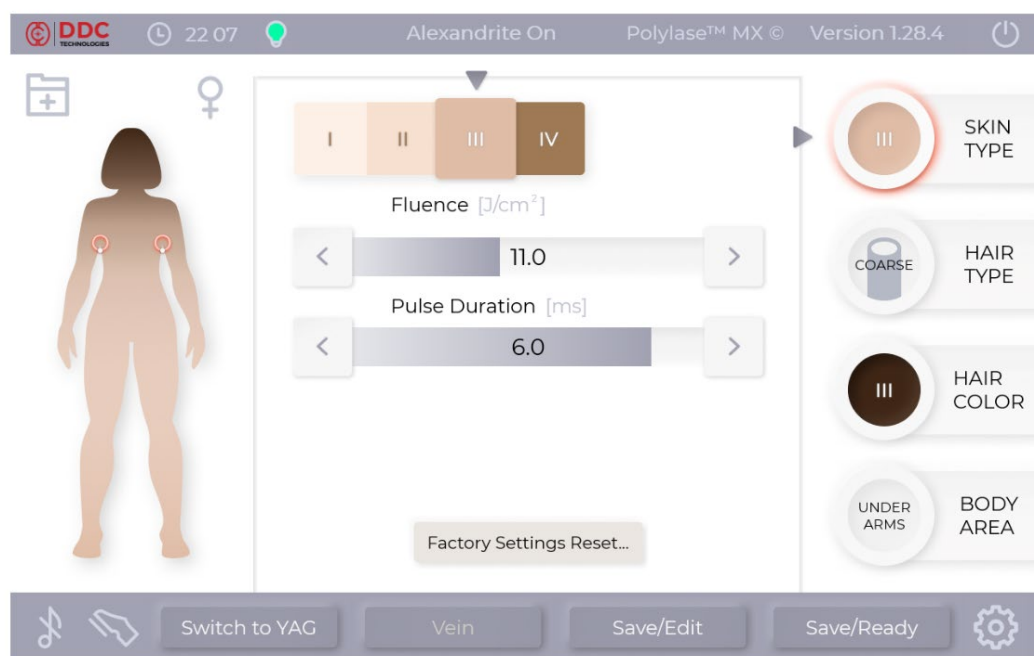 DDC
TECHNOLOGIES
22 07
Alexandrite On
Polylase™ MX ©
Version 1.28.4
I
II
III
IV
Fluence [J/cm²]
11.0
Pulse Duration [ms]
6.0
Factory Settings Reset...
III
SKIN
TYPE
COARSE
HAIR
TYPE
III
HAIR
COLOR
UNDER
ARMS
BODY
AREA
Switch to YAG
Vein
Save/Edit
Save/Ready